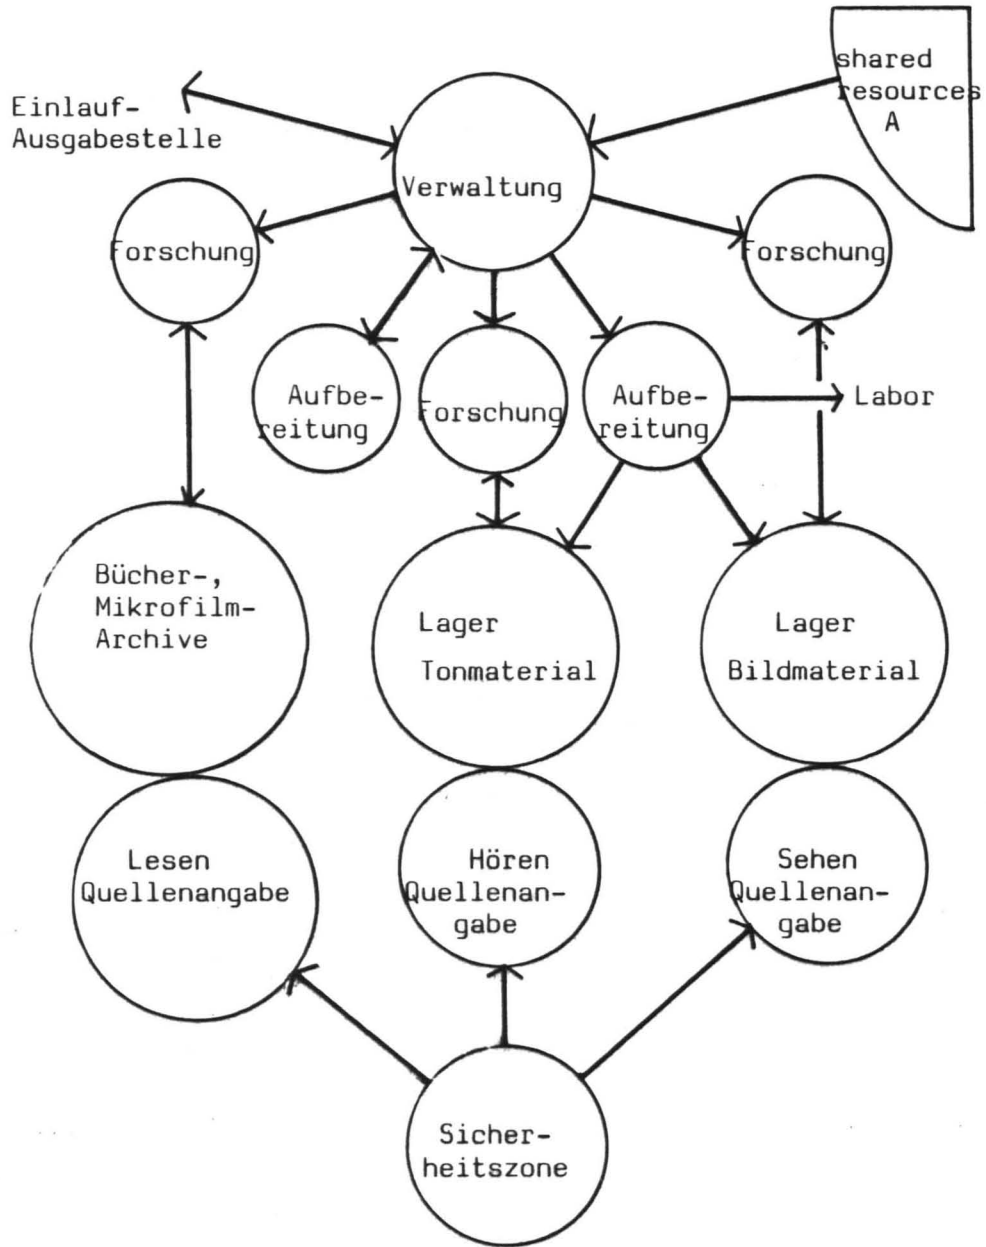 shared
resources
A
Einlauf-
Ausgabestelle
Verwaltung
Forschung
Forschung
Aufbe-
reitung
Forschung
Aufbe-
reitung
Labor
Bücher-,
Mikrofilm-
Archive
Lager
Tonmaterial
Lager
Bildmaterial
Lesen
Quellenangabe
Hören
Quellenan-
gabe
Sehen
Quellenan-
gabe
Sicher-
heitszone